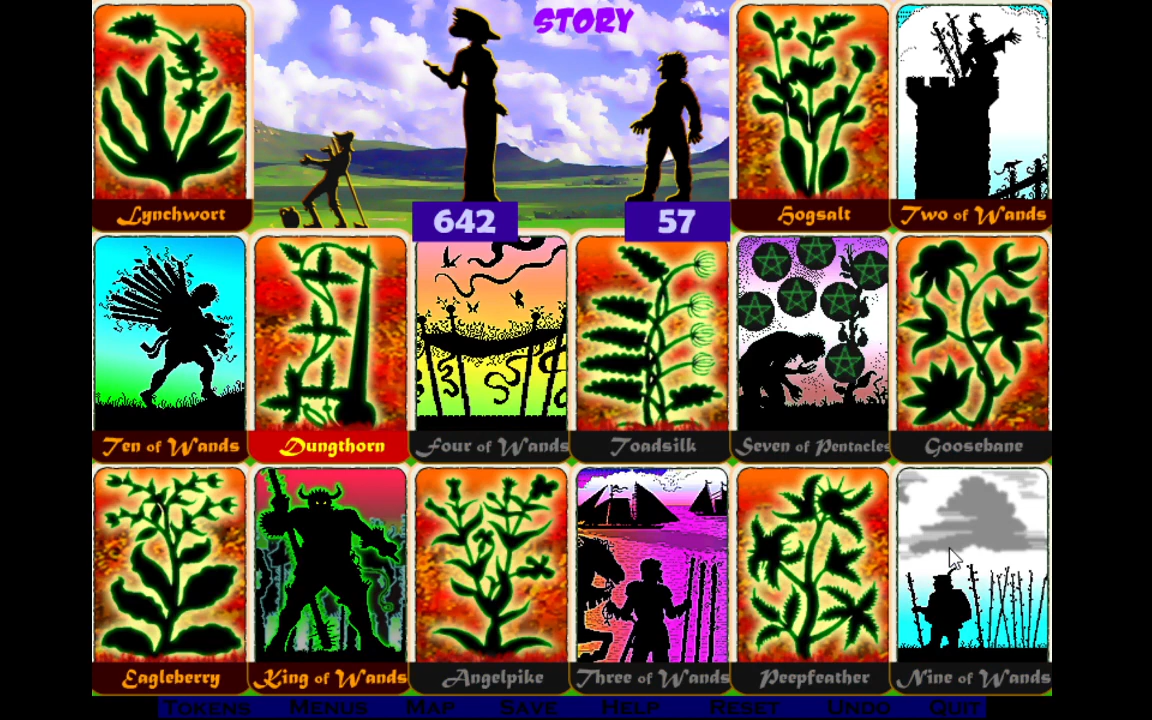 STORY
642
57
Lynchwort
Hogsalt
Two of Wands
Ten of Wands
Dungthorn
Four of Wands
Toadsilk
Seven of Pentacles
Goosebane
Eagleberry
King of Wands
Angelpike
Three of Wands
Peepfeather
Nine of Wands
Tokens Menus Map Save Help Reset Undo Quit